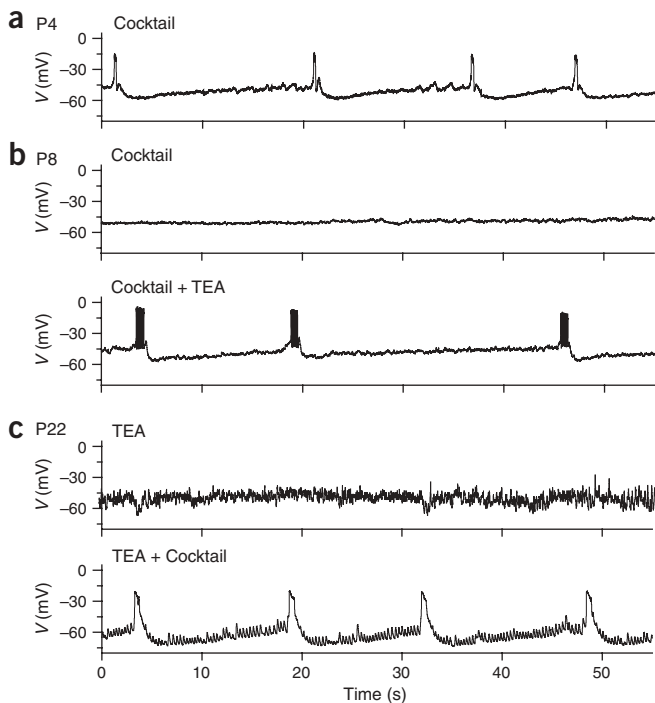 a P4 Cocktail
0
−30
−60
V (mV)
b P8 Cocktail
0
−30
−60
V (mV)
Cocktail + TEA
0
−30
−60
V (mV)
c P22 TEA
0
−30
−60
V (mV)
TEA + Cocktail
0
−30
−60
V (mV)
0 10 20 30 40 50
Time (s)